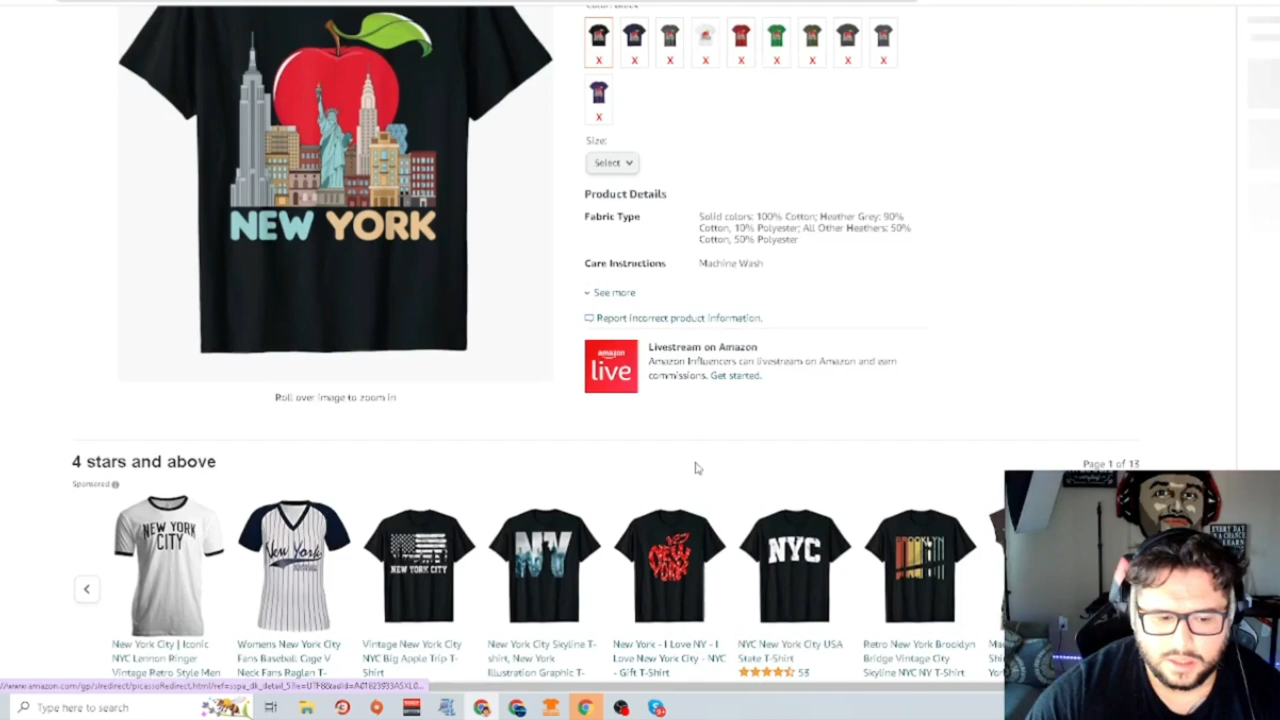 NEW YORK
X X X X X X X X X
X
Size:
Select
Product Details
Fabric Type
Solid colors: 100% Cotton; Heather Grey: 90%
Cotton, 10% Polyester; All Other Heathers: 50%
Cotton, 50% Polyester
Care Instructions
Machine Wash
See more
Report incorrect product information.
amazon
live
Livestream on Amazon
Amazon Influencers can livestream on Amazon and earn
commissions. Get started.
Roll over image to zoom in
4 stars and above
Page 1 of 13
Sponsored
NEW YORK
CITY
New York
NEW YORK CITY
NY
NEW
YORK
NYC
BROOKLYN
New York City | Iconic
NYC Lennon Ringer
Vintage Retro Style Men
Womens New York City
Fans Baseball Gage V
Neck Fans Raglan T-
Vintage New York City
NYC Big Apple Trip T-
Shirt
New York City Skyline T-
shirt, New York
Illustration Graphic T-
New York - I Love NY - I
Love New York City - NYC
- Gift T-Shirt
NYC New York City USA
State T-Shirt
53
Retro New York Brooklyn
Bridge Vintage City
Skyline NYC NY T-Shirt
EVERY DAY
Type here to search